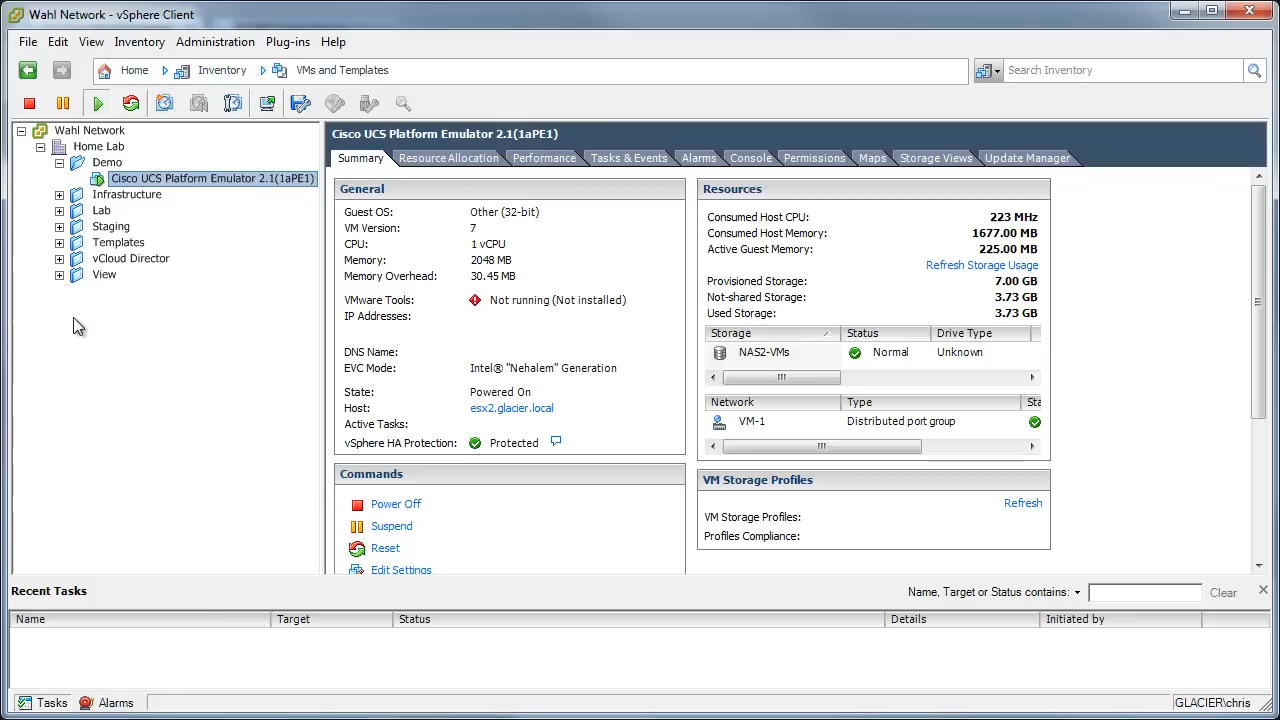 Wahl Network - vSphere Client
File Edit View Inventory Administration Plug-ins Help
Home Inventory VMs and Templates Search Inventory
Wahl Network
Home Lab
Demo
Cisco UCS Platform Emulator 2.1(1aPE1)
Infrastructure
Lab
Staging
Templates
vCloud Director
View
Cisco UCS Platform Emulator 2.1(1aPE1)
Summary Resource Allocation Performance Tasks & Events Alarms Console Permissions Maps Storage Views Update Manager
General
Guest OS: Other (32-bit)
VM Version: 7
CPU: 1 vCPU
Memory: 2048 MB
Memory Overhead: 30.45 MB
VMware Tools: Not running (Not installed)
IP Addresses:
DNS Name:
EVC Mode: Intel® "Nehalem" Generation
State: Powered On
Host: esx2.glacier.local
Active Tasks:
vSphere HA Protection: Protected
Commands
Power Off
Suspend
Reset
Edit Settings
Resources
Consumed Host CPU: 223 MHz
Consumed Host Memory: 1677.00 MB
Active Guest Memory: 225.00 MB
Refresh Storage Usage
Provisioned Storage: 7.00 GB
Not-shared Storage: 3.73 GB
Used Storage: 3.73 GB
Storage Status Drive Type
NAS2-VMs Normal Unknown
Network Type Sta
VM-1 Distributed port group
VM Storage Profiles
Refresh
VM Storage Profiles:
Profiles Compliance:
Recent Tasks Name, Target or Status contains: Clear
Name Target Status Details Initiated by
Tasks Alarms GLACIER\chris